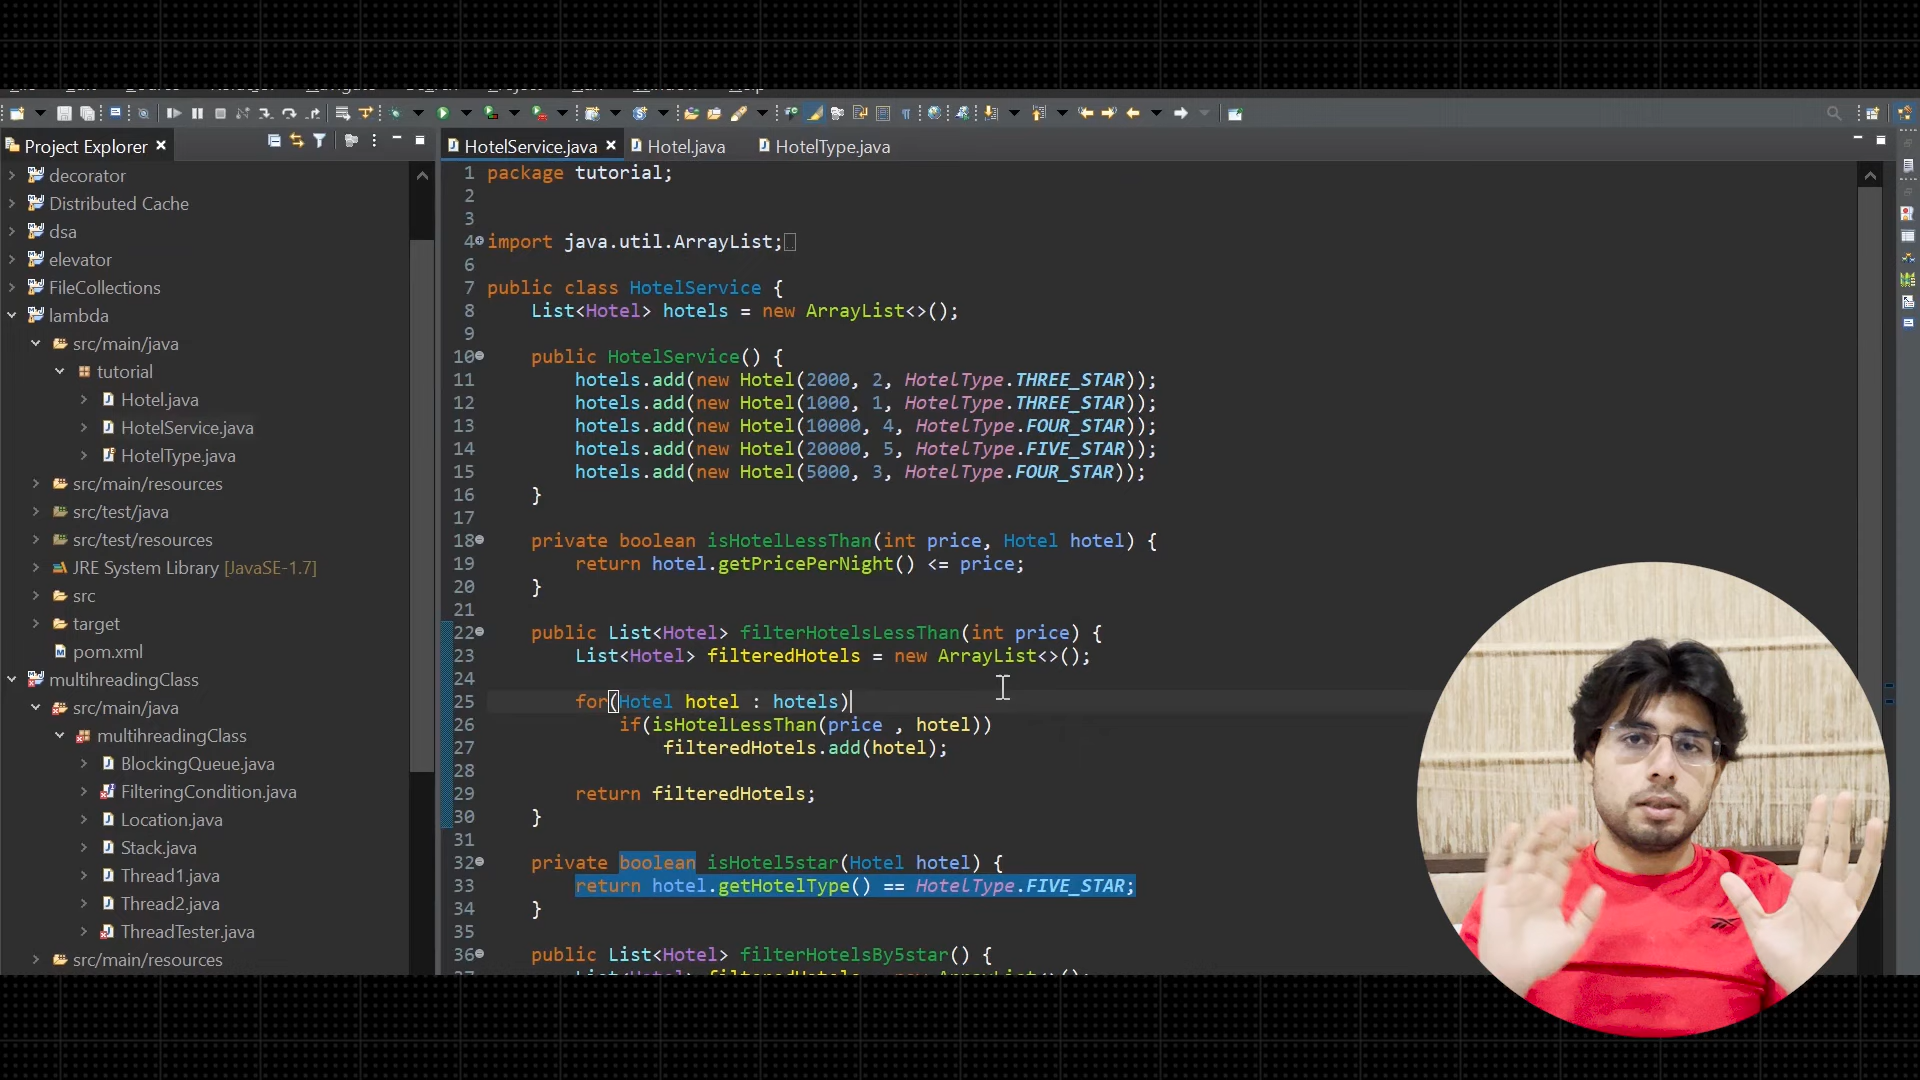 Project Explorer
HotelService.java
Hotel.java
HotelType.java
decorator
Distributed Cache
dsa
elevator
FileCollections
lambda
src/main/java
tutorial
Hotel.java
HotelService.java
HotelType.java
src/main/resources
src/test/java
src/test/resources
JRE System Library [JavaSE-1.7]
src
target
pom.xml
multihreadingClass
src/main/java
multihreadingClass
BlockingQueue.java
FilteringCondition.java
Location.java
Stack.java
Thread1.java
Thread2.java
ThreadTester.java
src/main/resources
1 package tutorial;
2
3
4 import java.util.ArrayList;
6
7 public class HotelService {
8 List<Hotel> hotels = new ArrayList<>();
9
10 public HotelService() {
11 hotels.add(new Hotel(2000, 2, HotelType.THREE_STAR));
12 hotels.add(new Hotel(1000, 1, HotelType.THREE_STAR));
13 hotels.add(new Hotel(10000, 4, HotelType.FOUR_STAR));
14 hotels.add(new Hotel(20000, 5, HotelType.FIVE_STAR));
15 hotels.add(new Hotel(5000, 3, HotelType.FOUR_STAR));
16 }
17
18 private boolean isHotelLessThan(int price, Hotel hotel) {
19 return hotel.getPricePerNight() <= price;
20 }
21
22 public List<Hotel> filterHotelsLessThan(int price) {
23 List<Hotel> filteredHotels = new ArrayList<>();
24
25 for(Hotel hotel : hotels)
26 if(isHotelLessThan(price , hotel))
27 filteredHotels.add(hotel);
28
29 return filteredHotels;
30 }
31
32 private boolean isHotel5star(Hotel hotel) {
33 return hotel.getHotelType() == HotelType.FIVE_STAR;
34 }
35
36 public List<Hotel> filterHotelsBy5star() {